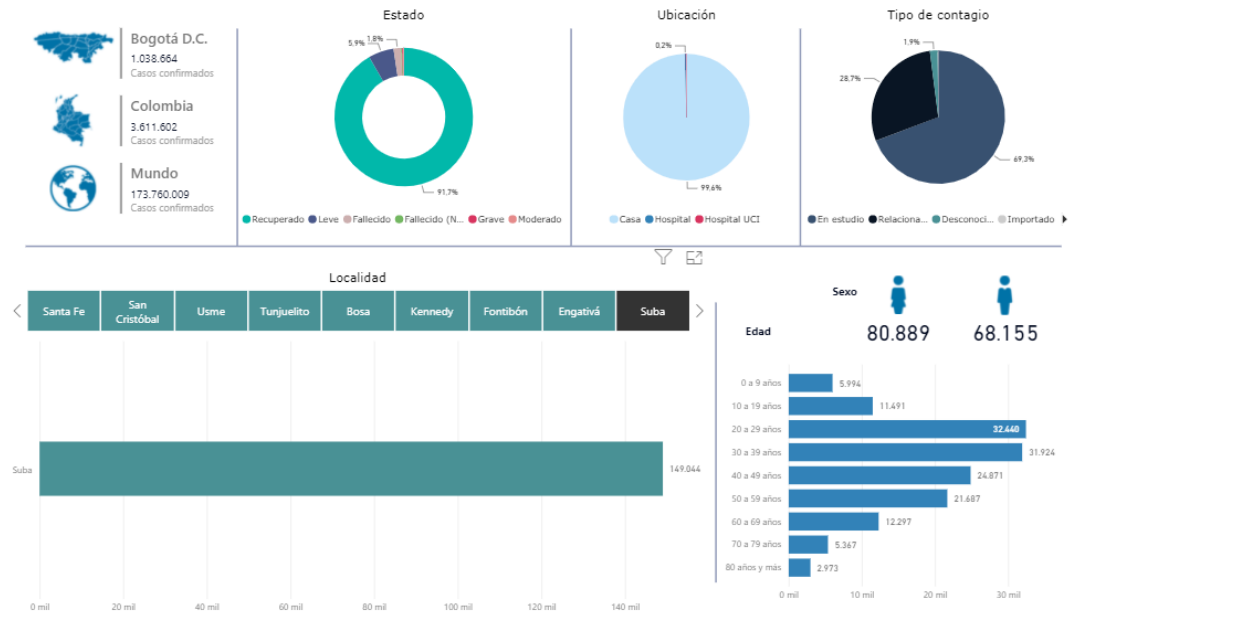 Bogotá D.C.
1.038.664
Casos confirmados
Colombia
3.611.602
Casos confirmados
Mundo
173.760.009
Casos confirmados
Estado
5.9%
1.8%
91,7%
Recuperado Leve Fallecido Fallecido (N... Grave Moderado
Ubicación
0,2%
99,6%
Casa Hospital Hospital UCI
Tipo de contagio
1.9%
28,7%
69,3%
En estudio Relaciona... Desconoci... Importado
Localidad
Santa Fe
San
Cristóbal
Usme
Tunjuelito
Bosa
Kennedy
Fontibón
Engativá
Suba
Suba
149.044
0 mil 20 mil 40 mil 60 mil 80 mil 100 mil 120 mil 140 mil
Sexo
Edad
80.889 68.155
0 a 9 años 5.994
10 a 19 años 11.491
20 a 29 años 32.440
30 a 39 años 31.924
40 a 49 años 24.871
50 a 59 años 21.687
60 a 69 años 12.297
70 a 79 años 5.367
80 años y más 2.973
0 mil 10 mil 20 mil 30 mil